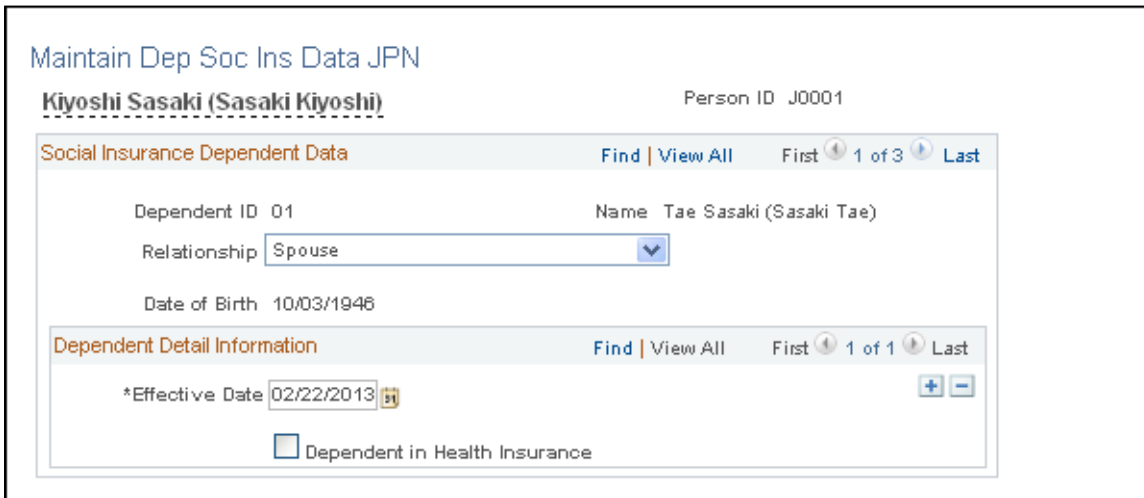 Maintain Dep Soc Ins Data JPN
Kiyoshi Sasaki (Sasaki Kiyoshi) Person ID J0001
Social Insurance Dependent Data Find | View All First 1 of 3 Last
Dependent ID 01 Name Tae Sasaki (Sasaki Tae)
Relationship Spouse
Date of Birth 10/03/1946
Dependent Detail Information Find | View All First 1 of 1 Last
*Effective Date 02/22/2013
Dependent in Health Insurance